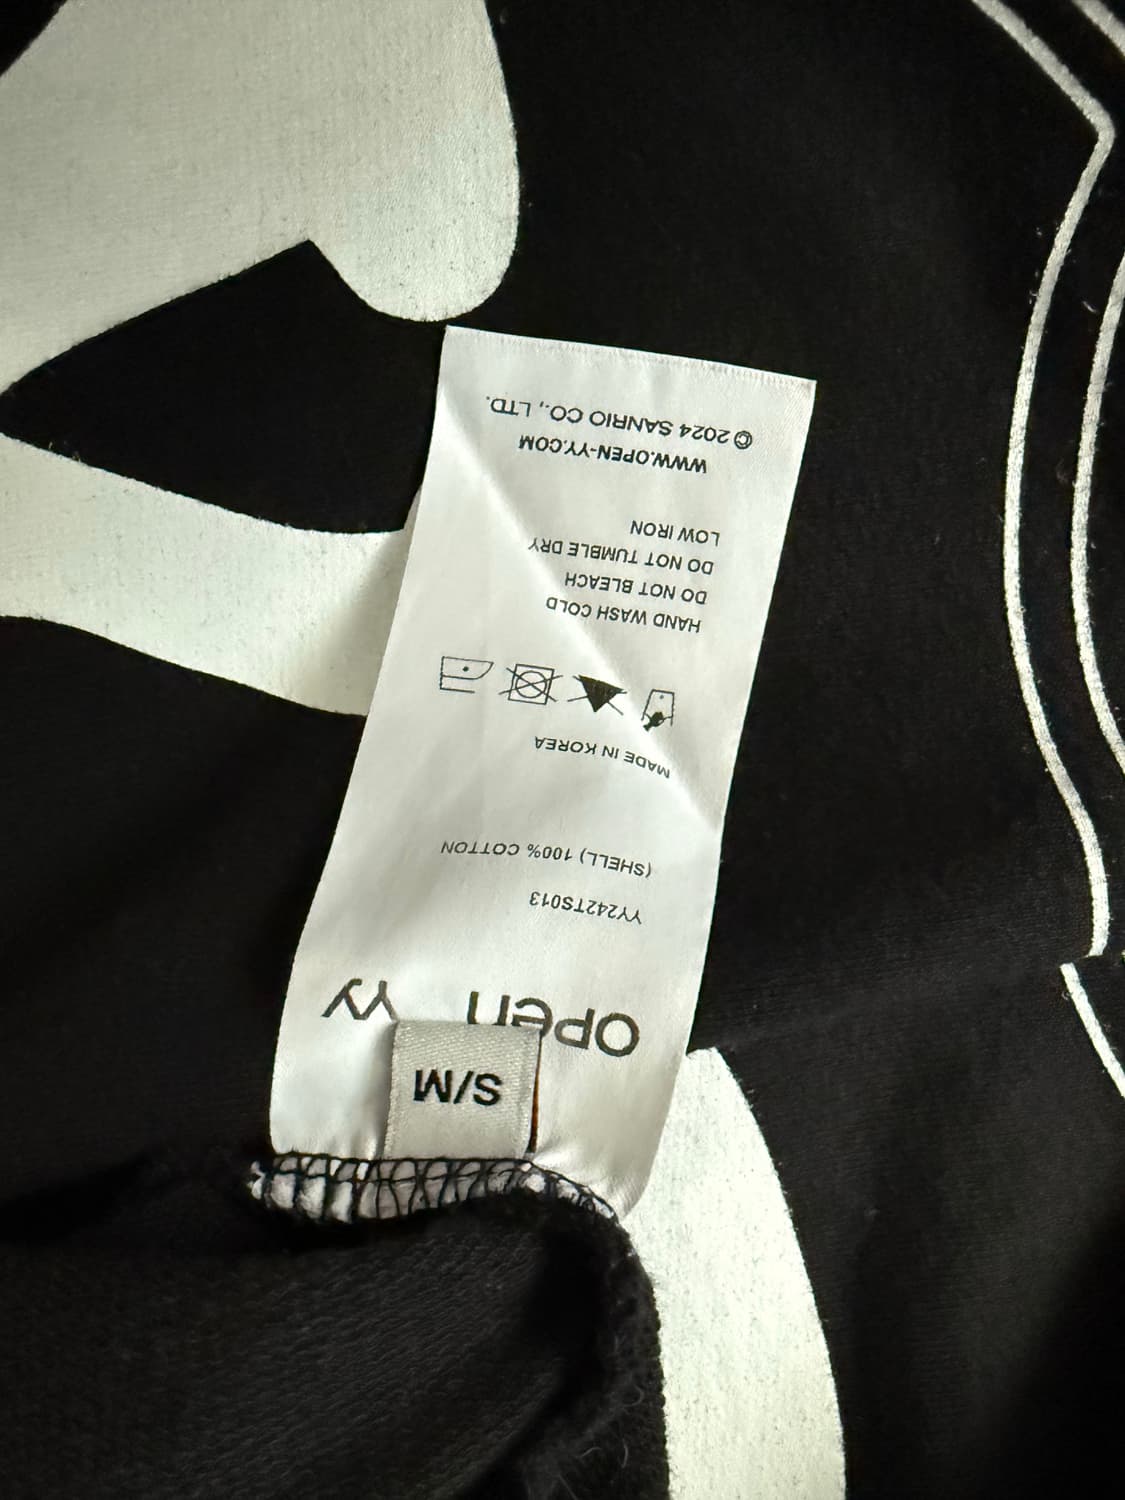 S/M
OPEN YY
YY242TS013
(SHELL) 100% COTTON
MADE IN KOREA
HAND WASH COLD
DO NOT BLEACH
DO NOT TUMBLE DRY
LOW IRON
WWW.OPEN-YY.COM
© 2024 SANRIO CO., LTD.